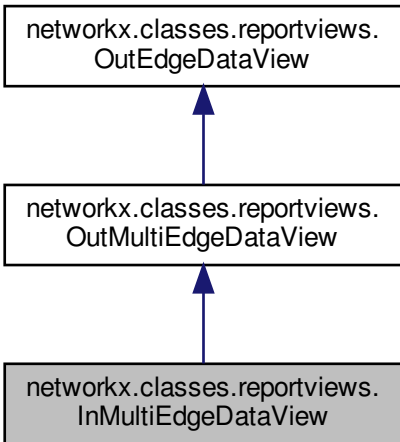 networkx.classes.reportviews.
OutEdgeDataView
networkx.classes.reportviews.
OutMultiEdgeDataView
networkx.classes.reportviews.
InMultiEdgeDataView